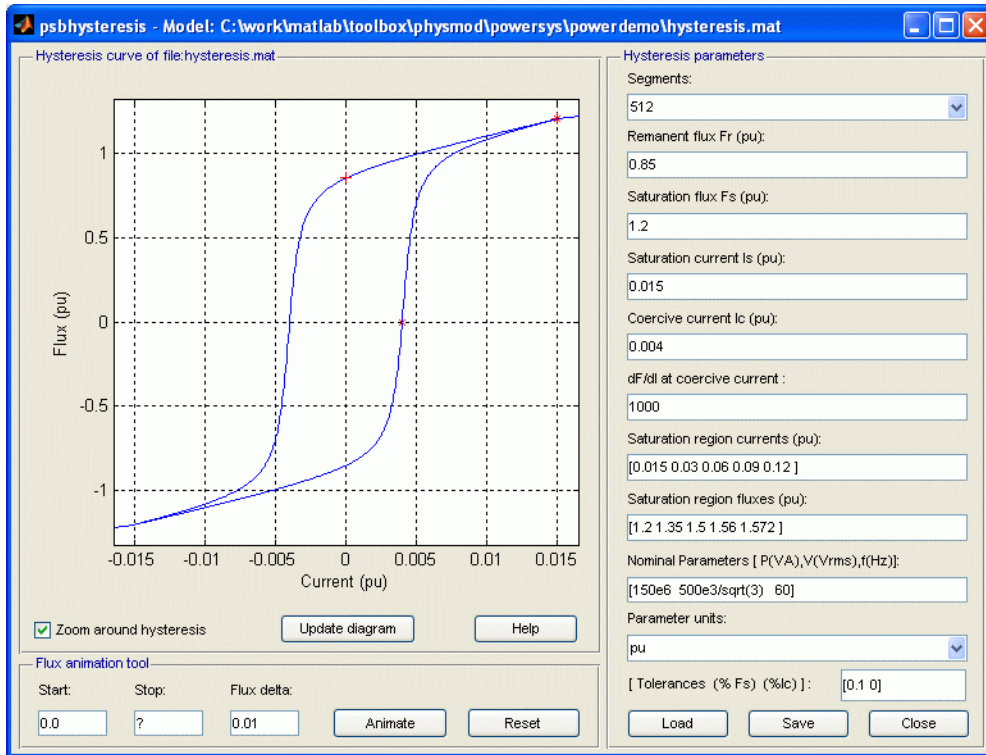 psbhysteresis - Model: C:\work\matlab\toolbox\physmod\powersys\powerdemo\hysteresis.mat
Hysteresis curve of file:hysteresis.mat
1
0.5
0
-0.5
-1
Flux (pu)
-0.015 -0.01 -0.005 0 0.005 0.01 0.015
Current (pu)
Zoom around hysteresis
Update diagram
Help
Flux animation tool
Start: Stop: Flux delta:
0.0 ? 0.01 Animate Reset
Hysteresis parameters
Segments:
512
Remanent flux Fr (pu):
0.85
Saturation flux Fs (pu):
1.2
Saturation current Is (pu):
0.015
Coercive current Ic (pu):
0.004
dF/dI at coercive current :
1000
Saturation region currents (pu):
[0.015 0.03 0.06 0.09 0.12 ]
Saturation region fluxes (pu):
[1.2 1.35 1.5 1.56 1.572 ]
Nominal Parameters [ P(VA),V(Vrms),f(Hz)]:
[150e6 500e3/sqrt(3) 60]
Parameter units:
pu
[ Tolerances (% Fs) (%Ic) ] : [0.1 0]
Load Save Close